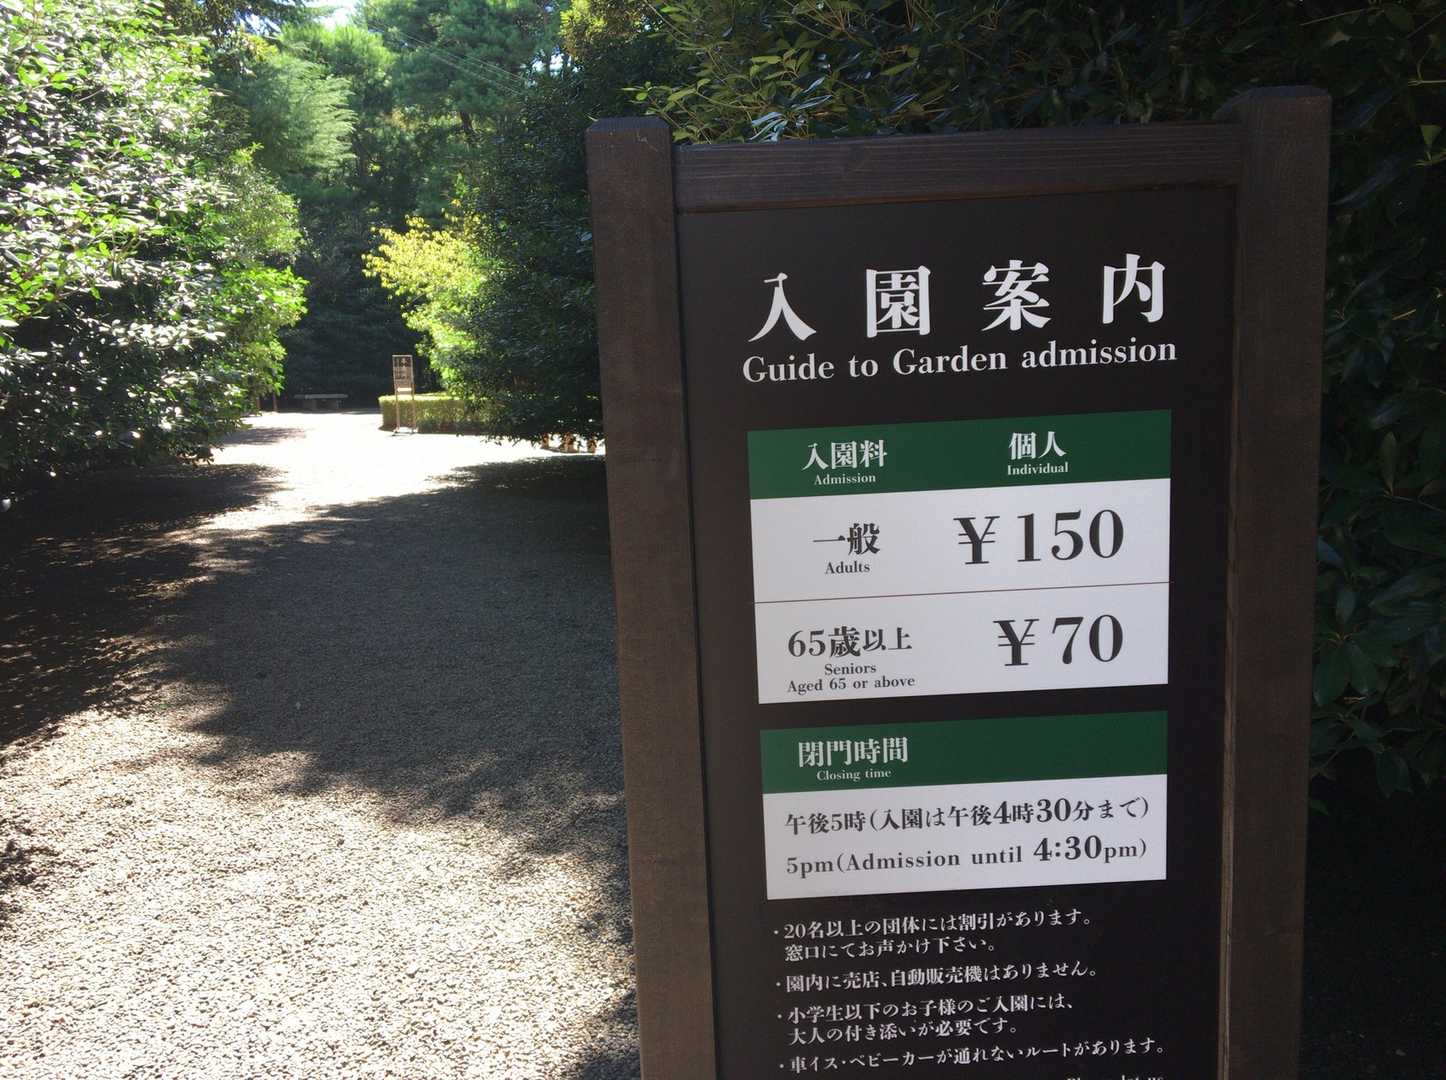 入園案内
Guide to Garden admission
入園料 個人
Admission Individual
一般 ¥150
Adults
65歳以上 ¥70
Seniors
Aged 65 or above
閉門時間
Closing time
午後5時(入園は午後4時30分まで)
5pm(Admission until 4:30pm)
・20名以上の団体には割引があります。
窓口にてお声かけ下さい。
・園内に売店、自動販売機はありません。
・小学生以下のお子様のご入園には、
大人の付き添いが必要です。
・車イス・ベビーカーが通れないルートがあります。